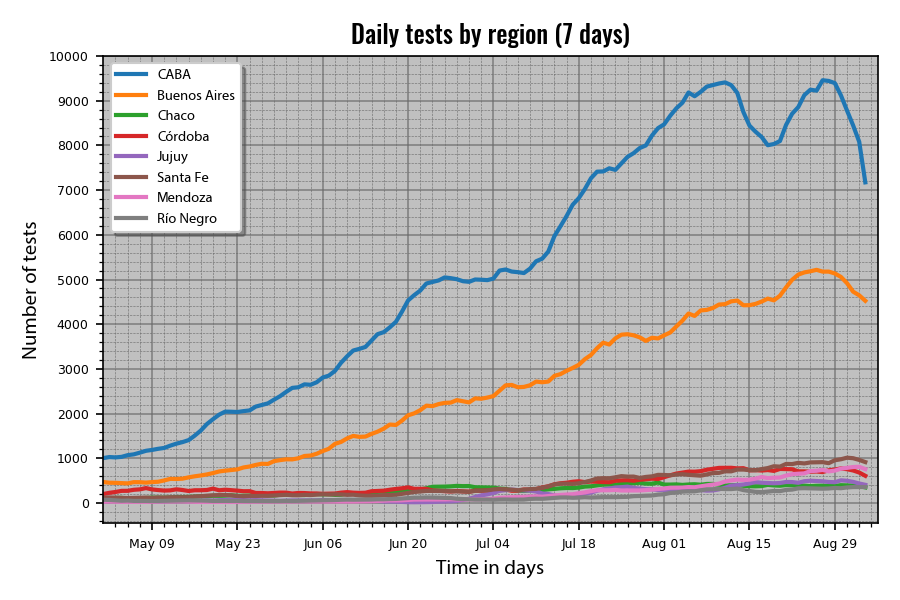 Daily tests by region (7 days)
10000
9000
8000
7000
6000
5000
4000
3000
2000
1000
0
Number of tests
CABA
Buenos Aires
Chaco
Córdoba
Jujuy
Santa Fe
Mendoza
Río Negro
May 09 May 23 Jun 06 Jun 20 Jul 04 Jul 18 Aug 01 Aug 15 Aug 29
Time in days